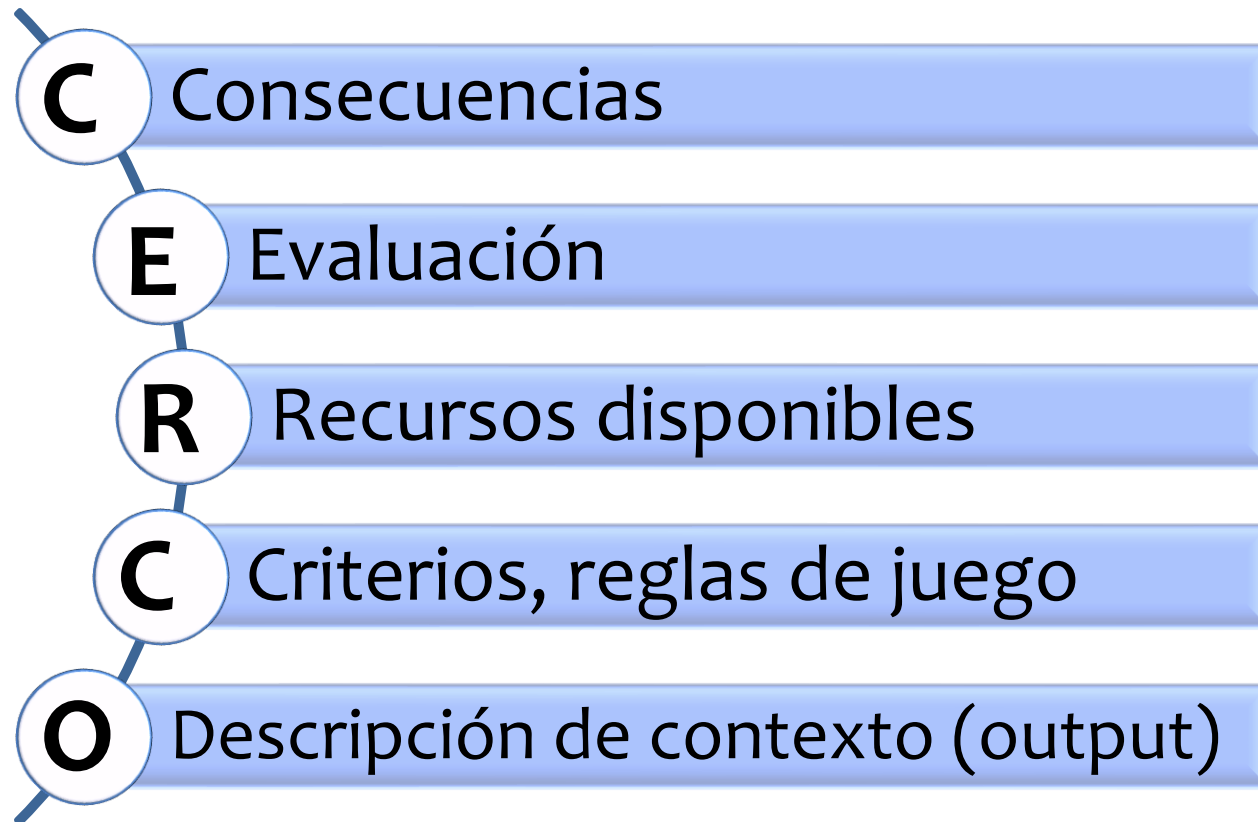 C Consecuencias
E Evaluación
R Recursos disponibles
C Criterios, reglas de juego
O Descripción de contexto (output)